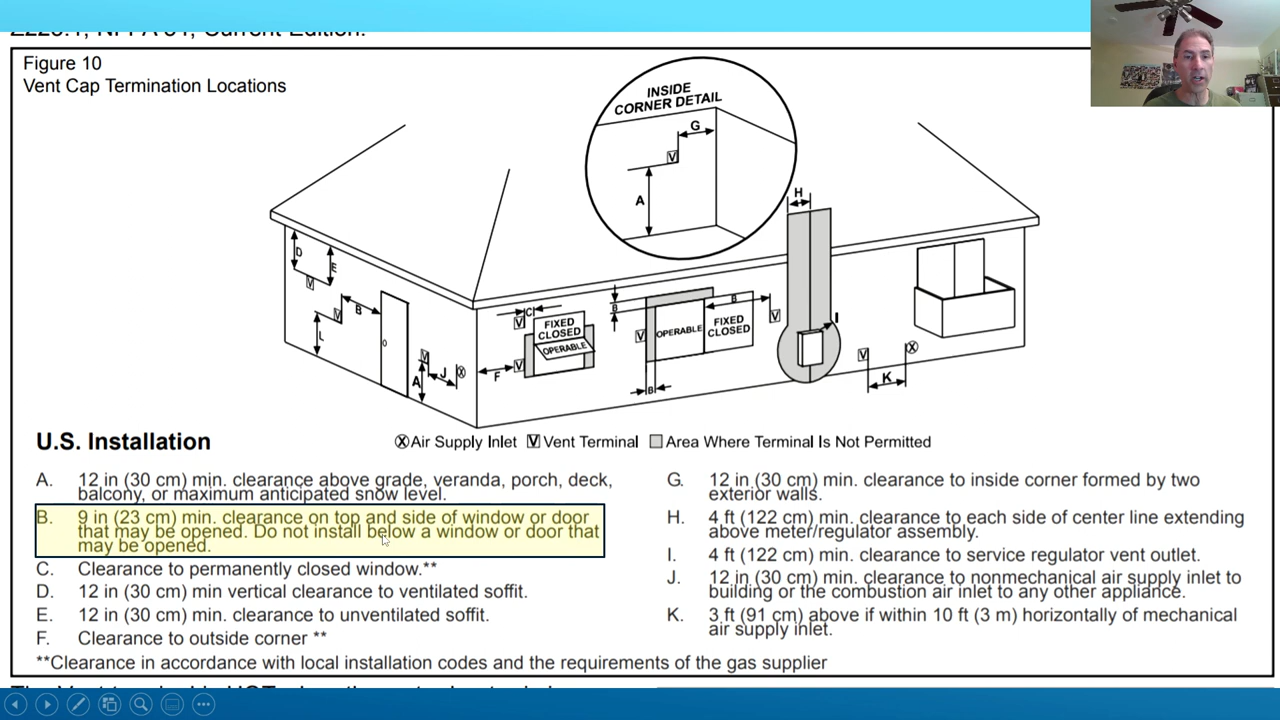 Z223.1, NFPA 54, Current Edition.
Figure 10
Vent Cap Termination Locations
INSIDE
CORNER DETAIL
G
V
A
H
D
E
V
B
V
L
V
A
J
X
C
V
FIXED
CLOSED
OPERABLE
F
V
B
V
OPERABLE
FIXED
CLOSED
B
V
B
I
V
X
K
U.S. Installation
X Air Supply Inlet V Vent Terminal Area Where Terminal Is Not Permitted
A. 12 in (30 cm) min. clearance above grade, veranda, porch, deck,
balcony, or maximum anticipated snow level.
B. 9 in (23 cm) min. clearance on top and side of window or door
that may be opened. Do not install below a window or door that
may be opened.
C. Clearance to permanently closed window.**
D. 12 in (30 cm) min vertical clearance to ventilated soffit.
E. 12 in (30 cm) min. clearance to unventilated soffit.
F. Clearance to outside corner **
G. 12 in (30 cm) min. clearance to inside corner formed by two
exterior walls.
H. 4 ft (122 cm) min. clearance to each side of center line extending
above meter/regulator assembly.
I. 4 ft (122 cm) min. clearance to service regulator vent outlet.
J. 12 in (30 cm) min. clearance to nonmechanical air supply inlet to
building or the combustion air inlet to any other appliance.
K. 3 ft (91 cm) above if within 10 ft (3 m) horizontally of mechanical
air supply inlet.
**Clearance in accordance with local installation codes and the requirements of the gas supplier